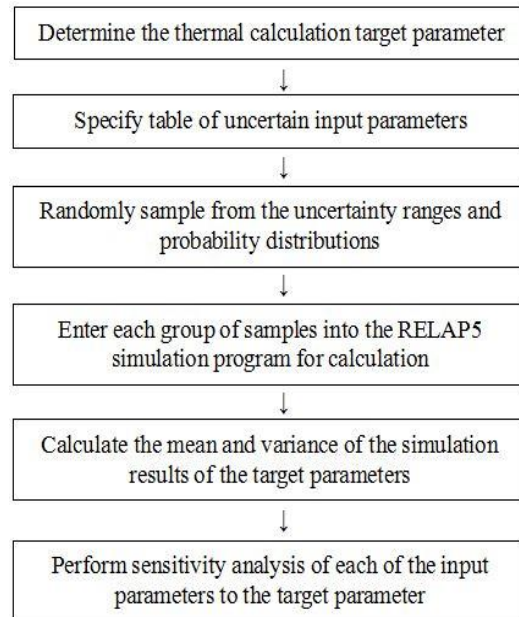 Determine the thermal calculation target parameter
↓
Specify table of uncertain input parameters
↓
Randomly sample from the uncertainty ranges and
probability distributions
↓
Enter each group of samples into the RELAP5
simulation program for calculation
↓
Calculate the mean and variance of the simulation
results of the target parameters
↓
Perform sensitivity analysis of each of the input
parameters to the target parameter